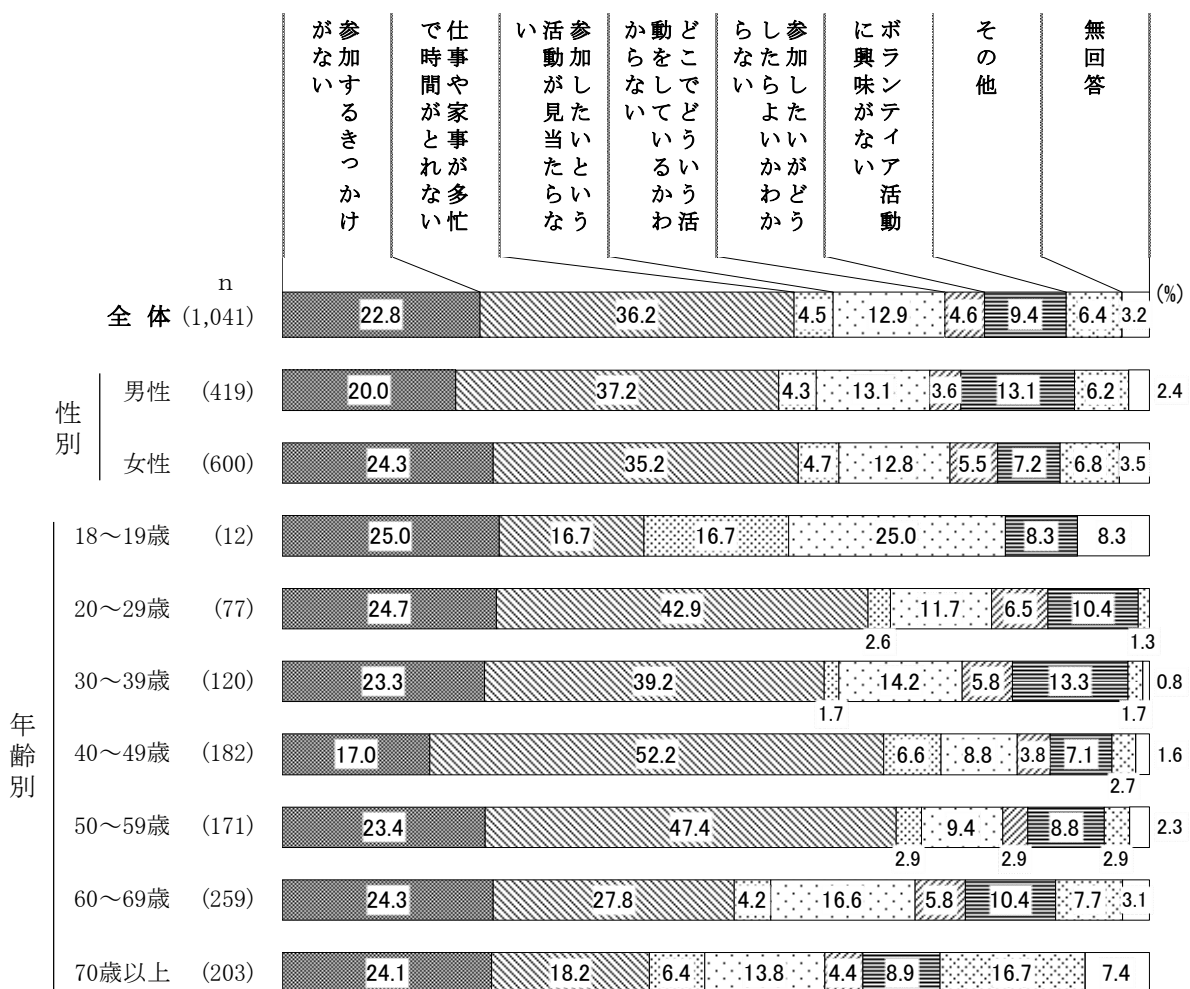 参加するきっかけ
がない
仕事や家事が多忙
で時間がとれない
参加したいという
活動が見当たらな
い
どこでどういう活
動をしているかわ
からない
参加したいがどう
したらよいかわか
らない
ボランテイア活動
に興味がない
その他
無回答
n
(%)
全 体 (1,041) 22.8 36.2 4.5 12.9 4.6 9.4 6.4 3.2
性別
男性 (419) 20.0 37.2 4.3 13.1 3.6 13.1 6.2 2.4
女性 (600) 24.3 35.2 4.7 12.8 5.5 7.2 6.8 3.5
年齢別
18～19歳 (12) 25.0 16.7 16.7 25.0 8.3 8.3
20～29歳 (77) 24.7 42.9 11.7 6.5 10.4
2.6 1.3
30～39歳 (120) 23.3 39.2 14.2 5.8 13.3 0.8
1.7 1.7
40～49歳 (182) 17.0 52.2 6.6 8.8 3.8 7.1 1.6
2.7
50～59歳 (171) 23.4 47.4 9.4 8.8 2.3
2.9 2.9 2.9
60～69歳 (259) 24.3 27.8 4.2 16.6 5.8 10.4 7.7 3.1
70歳以上 (203) 24.1 18.2 6.4 13.8 4.4 8.9 16.7 7.4